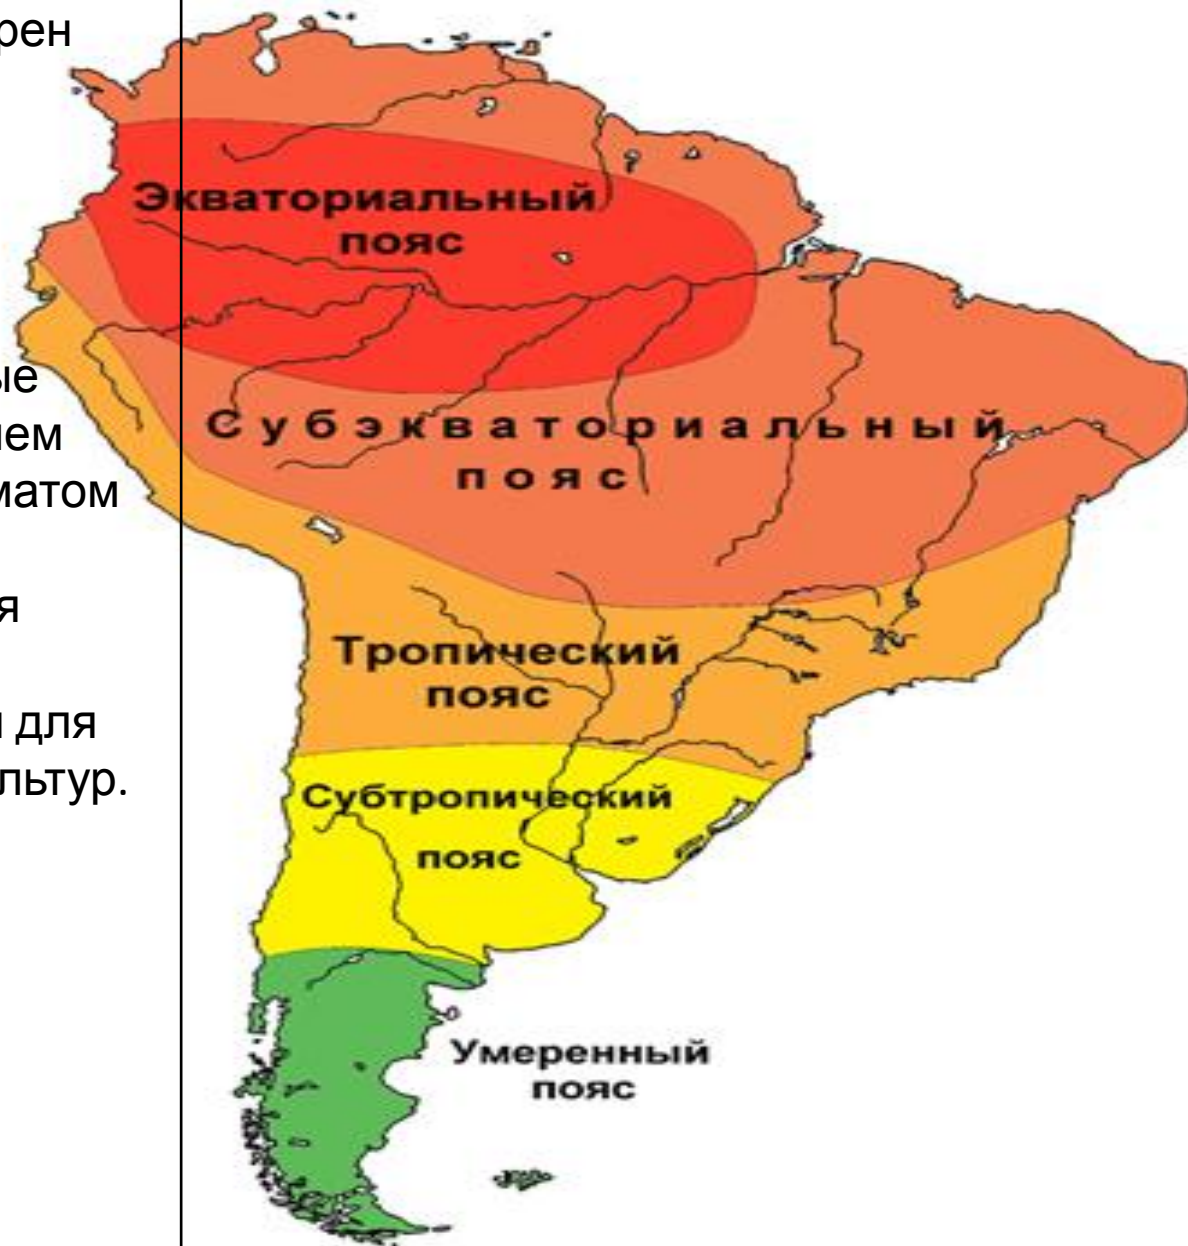 рен
ые
ием
матом
я
для
льтур.
Экваториальный
пояс
Субэкваториальный
пояс
Тропический
пояс
Субтропический
пояс
Умеренный
пояс